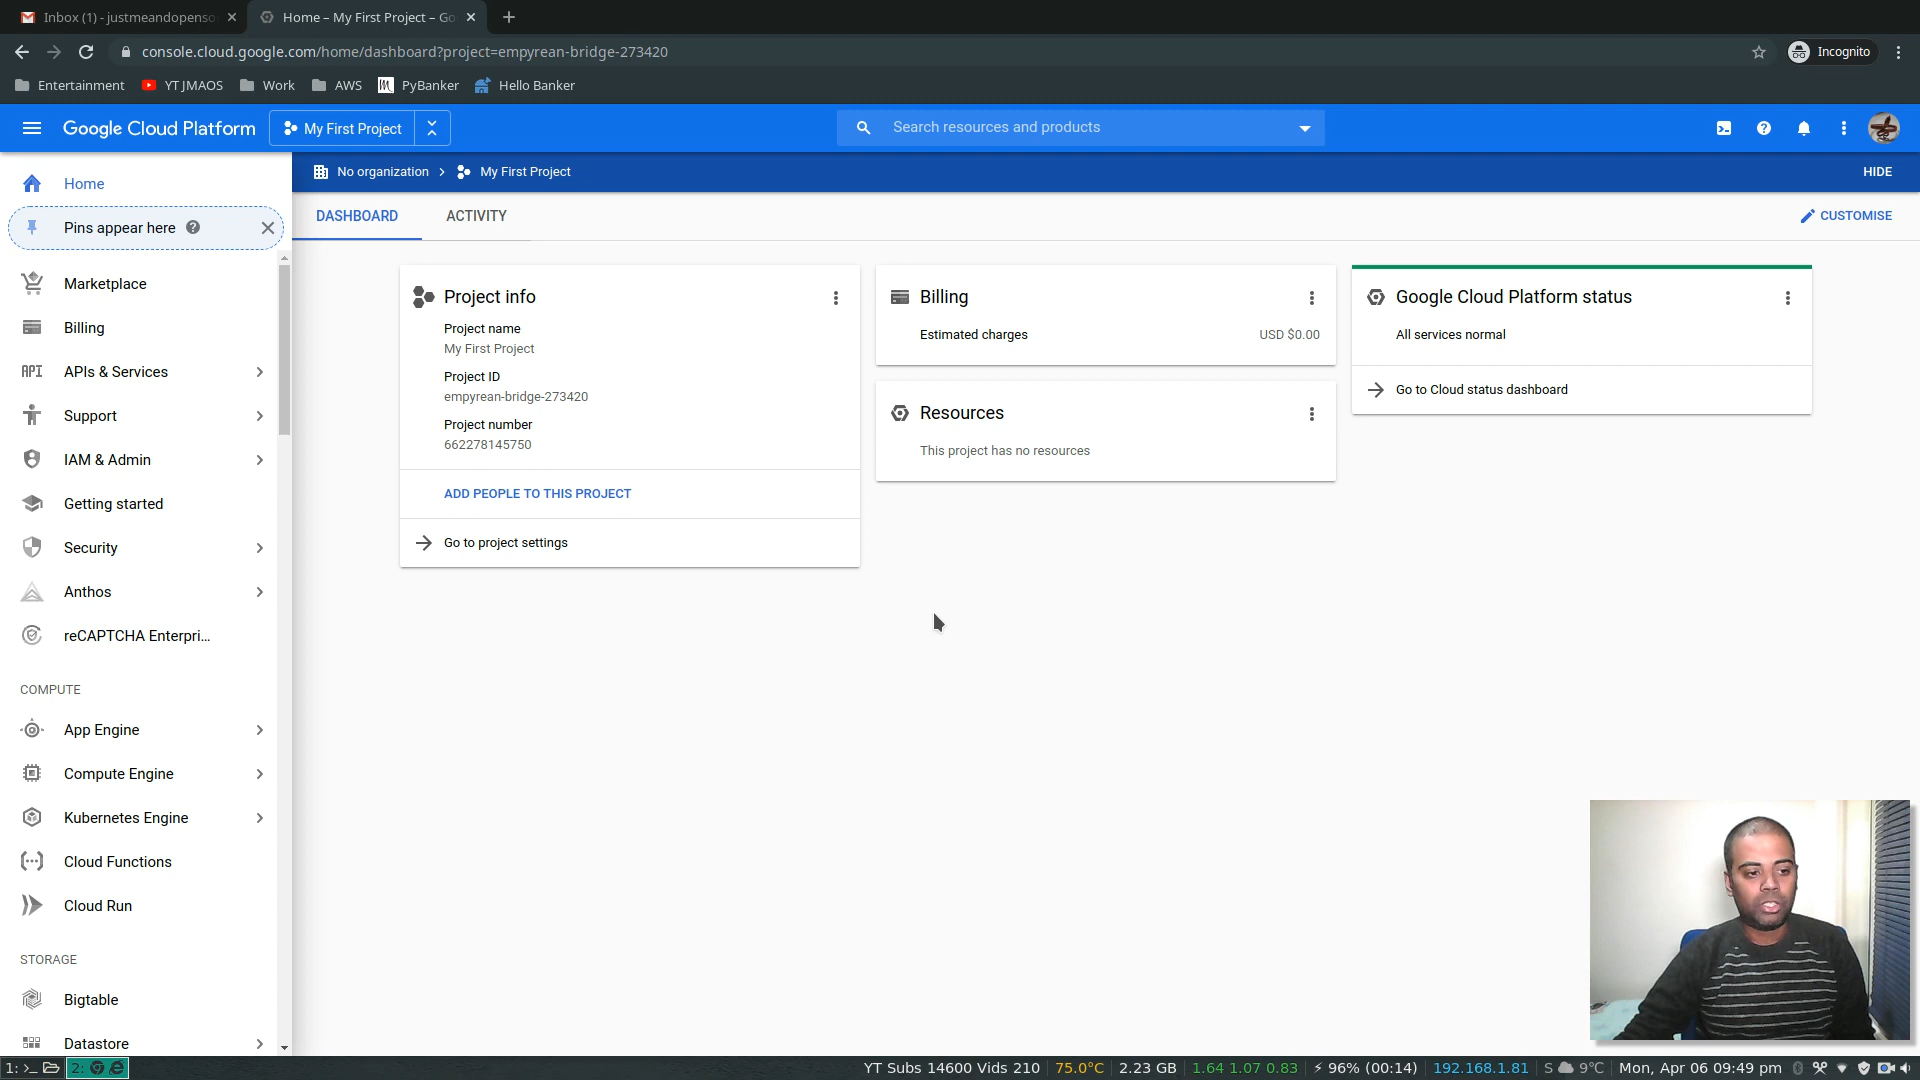 Inbox (1) - justmeandopenso
Home – My First Project – Go
console.cloud.google.com/home/dashboard?project=empyrean-bridge-273420
Incognito
Entertainment
YT JMAOS
Work
AWS
PyBanker
Hello Banker
Google Cloud Platform
My First Project
Search resources and products
No organization
My First Project
HIDE
Home
Pins appear here
DASHBOARD
ACTIVITY
CUSTOMISE
Marketplace
Billing
API APIs & Services
Support
IAM & Admin
Getting started
Security
Anthos
reCAPTCHA Enterpri...
COMPUTE
App Engine
Compute Engine
Kubernetes Engine
Cloud Functions
Cloud Run
STORAGE
Bigtable
Datastore
Project info
Project name
My First Project
Project ID
empyrean-bridge-273420
Project number
662278145750
ADD PEOPLE TO THIS PROJECT
Go to project settings
Billing
Estimated charges
USD $0.00
Resources
This project has no resources
Google Cloud Platform status
All services normal
Go to Cloud status dashboard
1:
2:
YT Subs 14600 Vids 210
75.0°C
2.23 GB
1.64 1.07 0.83
96% (00:14)
192.168.1.81
S 9°C
Mon, Apr 06 09:49 pm